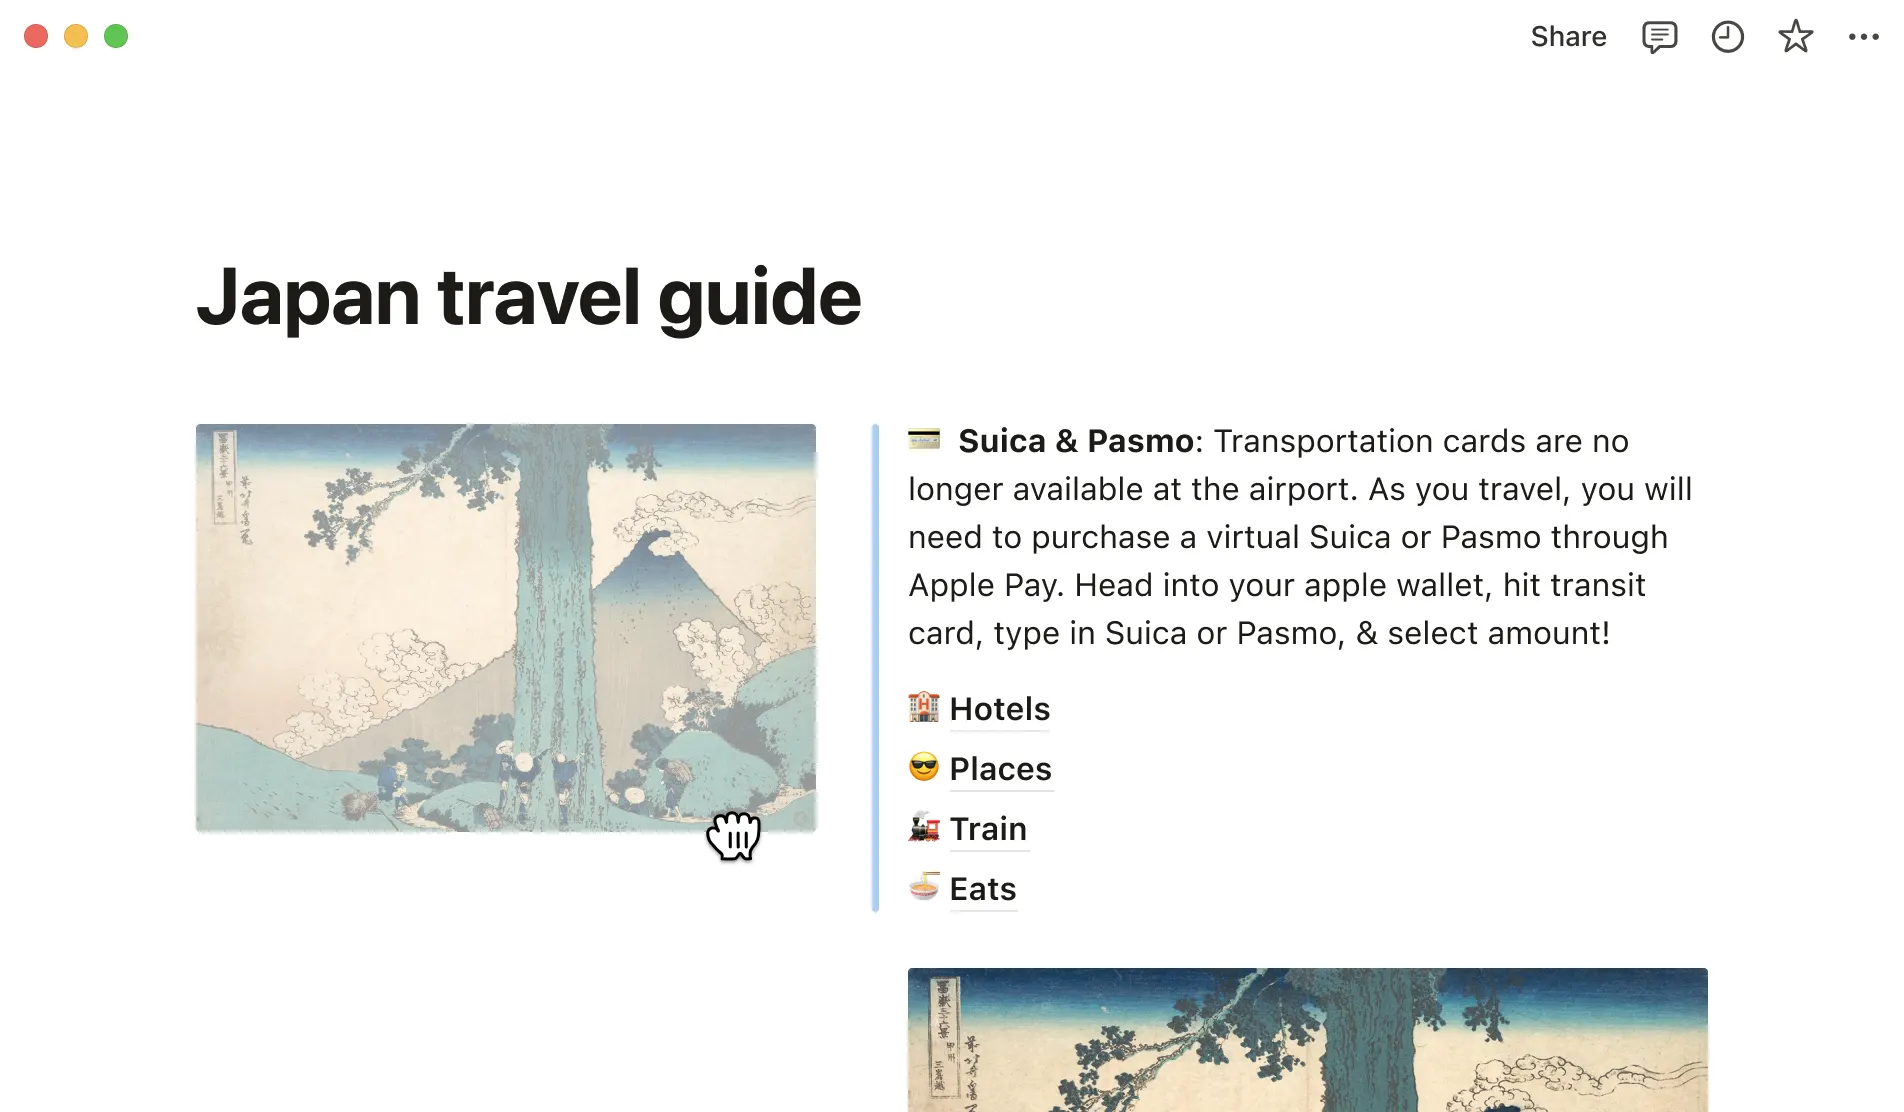 Share
Japan travel guide
Suica & Pasmo: Transportation cards are no
longer available at the airport. As you travel, you will
need to purchase a virtual Suica or Pasmo through
Apple Pay. Head into your apple wallet, hit transit
card, type in Suica or Pasmo, & select amount!
Hotels
Places
Train
Eats